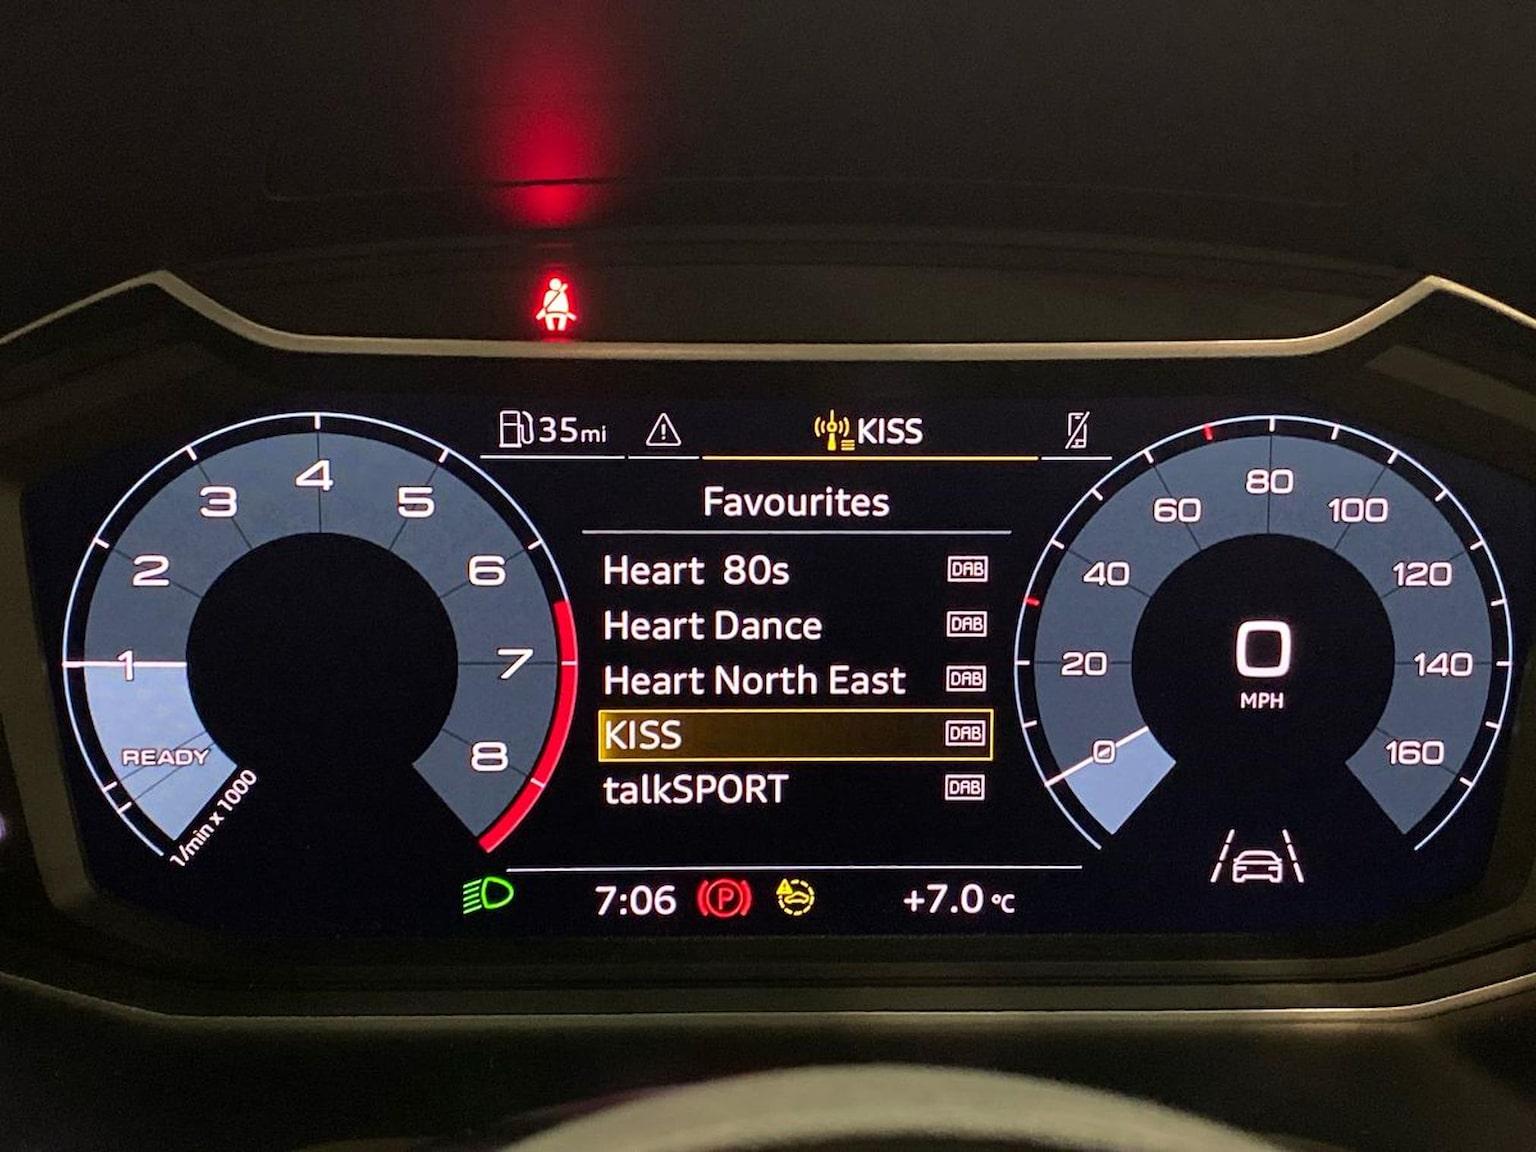 35mi
KISS
Favourites
Heart 80s DAB
Heart Dance DAB
Heart North East DAB
KISS DAB
talkSPORT DAB
1
2
3
4
5
6
7
8
READY
1/min x 1000
0
20
40
60
80
100
120
140
160
0
MPH
7:06
P
+7.0 °C